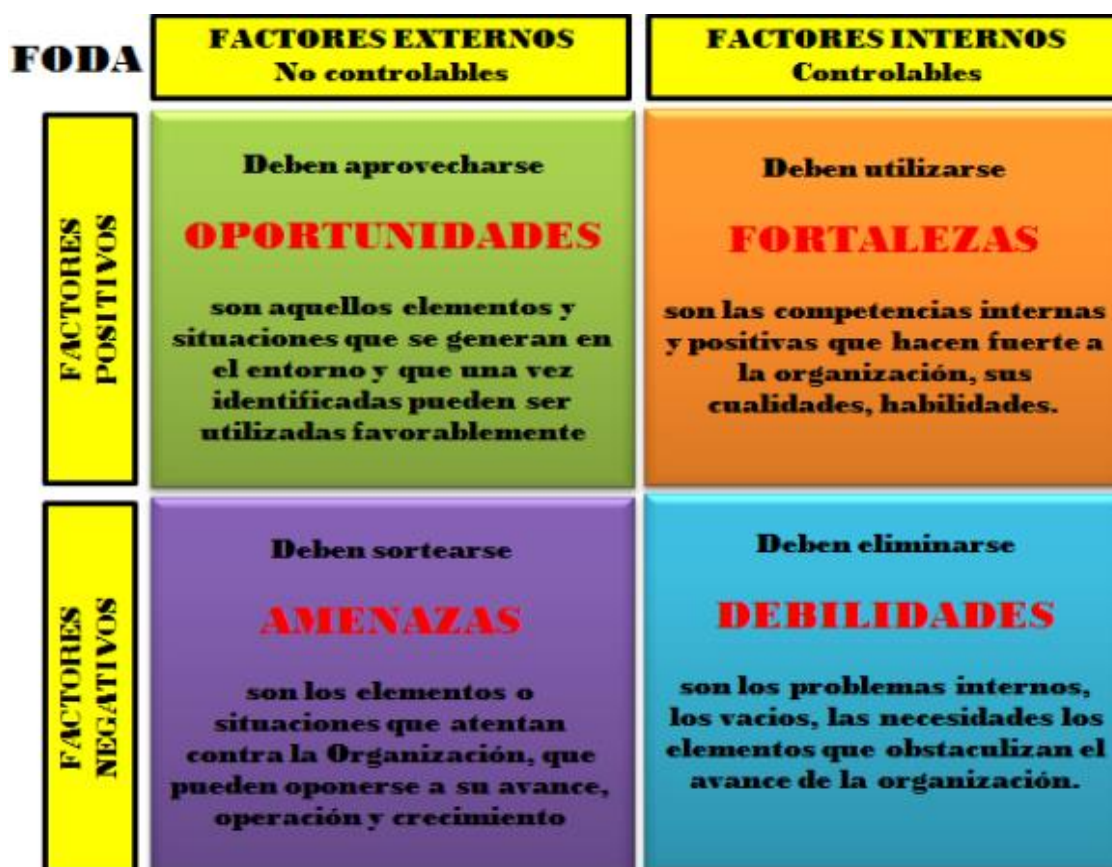 FODA
FACTORES EXTERNOS
No controlables
FACTORES INTERNOS
Controlables
FACTORES
POSITIVOS
Deben aprovecharse
OPORTUNIDADES
son aquellos elementos y
situaciones que se generan en
el entorno y que una vez
identificadas pueden ser
utilizadas favorablemente
Deben utilizarse
FORTALEZAS
son las competencias internas
y positivas que hacen fuerte a
la organización, sus
cualidades, habilidades.
FACTORES
NEGATIVOS
Deben sortearse
AMENAZAS
son los elementos o
situaciones que atentan
contra la Organización, que
pueden oponerse a su avance,
operación y crecimiento
Deben eliminarse
DEBILIDADES
son los problemas internos,
los vacios, las necesidades los
elementos que obstaculizan el
avance de la organización.